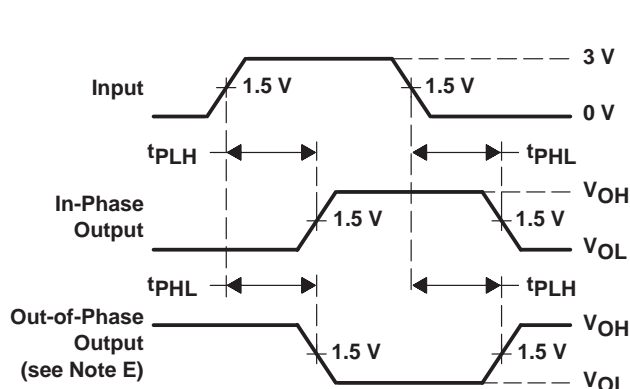 3 V
Input
1.5 V
1.5 V
0 V
tPLH
tPHL
VOH
In-Phase
Output
1.5 V
1.5 V
VOL
tPHL
tPLH
Out-of-Phase
Output
(see Note E)
VOH
1.5 V
1.5 V
VOL